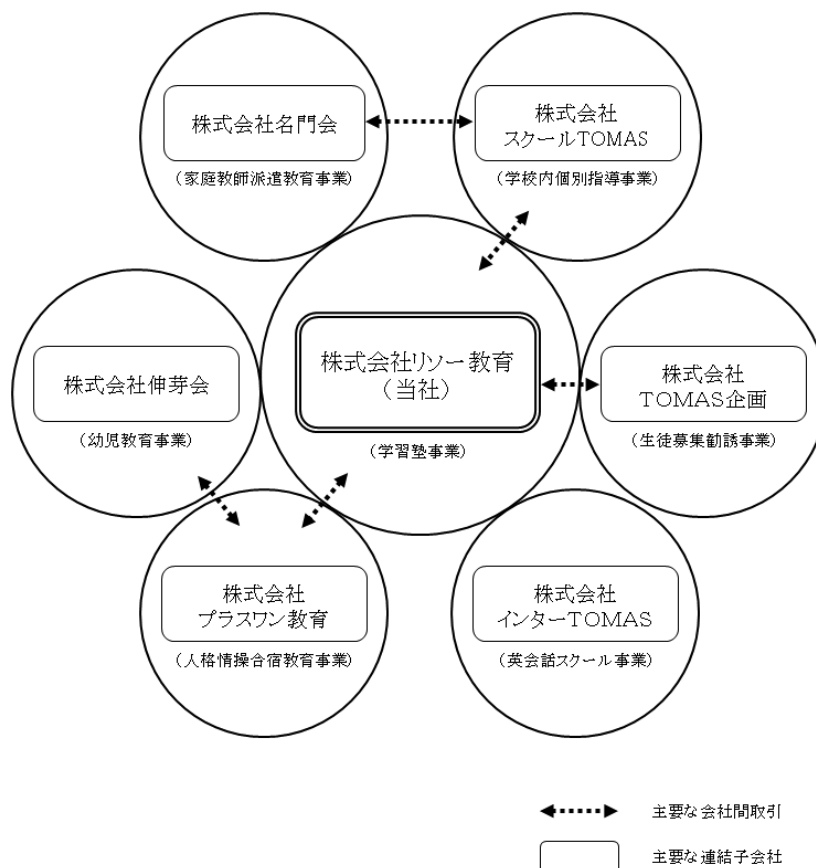 株式会社名門会
(家庭教師派遣教育事業)
株式会社
スクールTOMAS
(学校内個別指導事業)
株式会社リソー教育
(当社)
(学習塾事業)
株式会社伸芽会
(幼児教育事業)
株式会社
TOMAS企画
(生徒募集勧誘事業)
株式会社
プラスワン教育
(人格情操合宿教育事業)
株式会社
インターTOMAS
(英会話スクール事業)
主要な会社間取引
主要な連結子会社